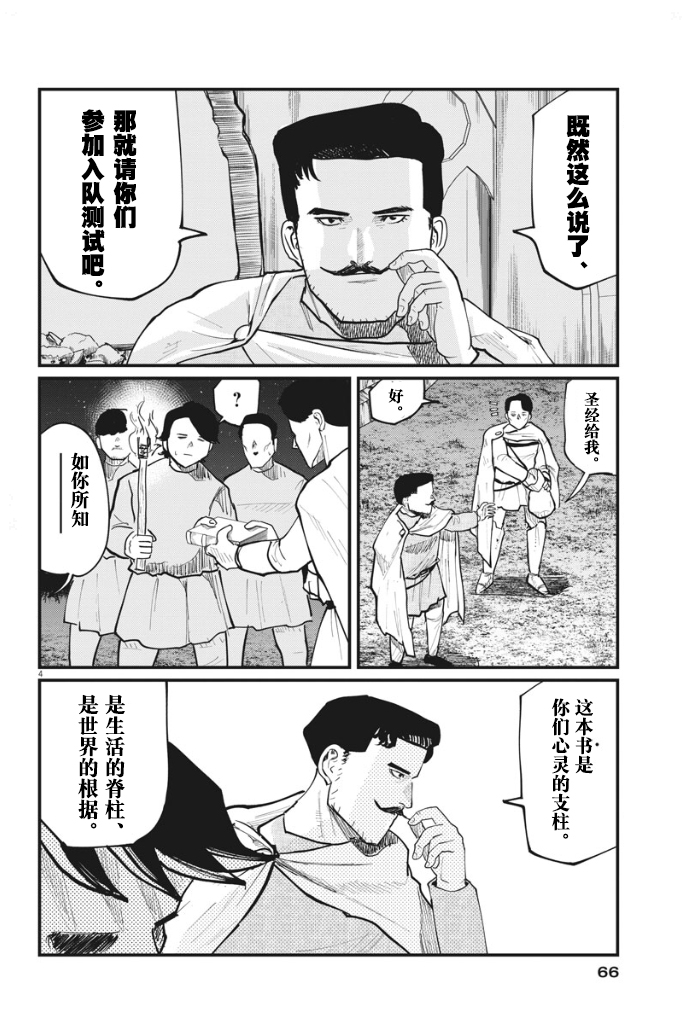 既然这么说了、
那就请你们
参加入队测试吧。
圣经给我。
好。
？
如你所知
——
4
这本书是
你们心灵的支柱。
是生活的脊柱、
是世界的根据。
66